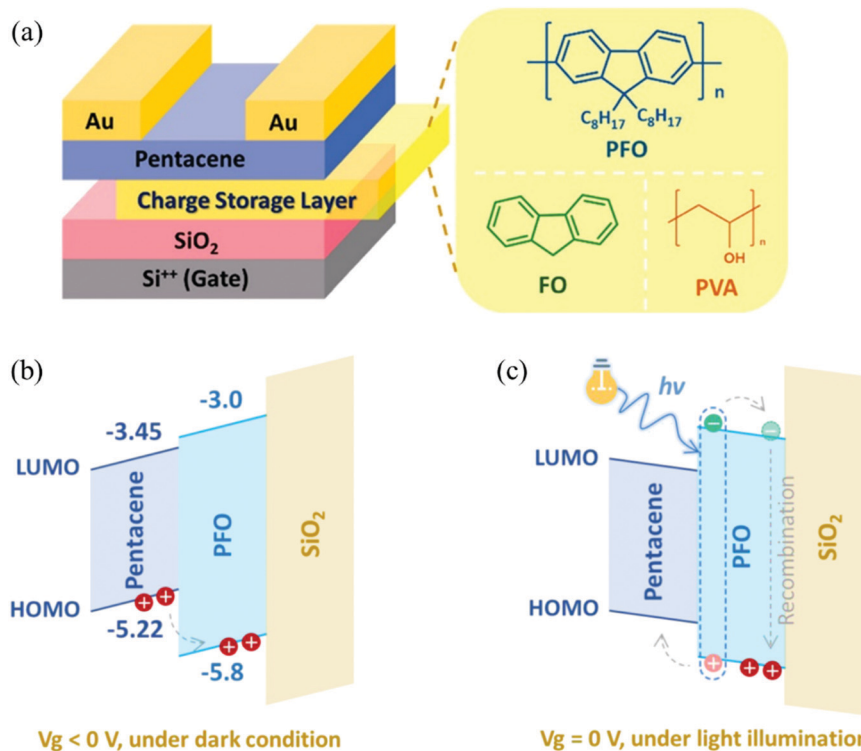 (a)
Au
Au
Pentacene
Charge Storage Layer
SiO₂
Si⁺⁺ (Gate)
n
C₈H₁₇ C₈H₁₇
PFO
FO
n
OH
PVA
(b)
-3.0
-3.45
LUMO
Pentacene
PFO
SiO₂
HOMO
-5.22
-5.8
Vg < 0 V, under dark condition
(c)
hν
LUMO
Pentacene
PFO
Recombination
SiO₂
HOMO
Vg = 0 V, under light illumination